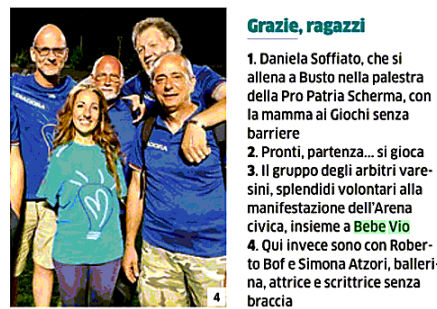 DIADORA
DIADORA
4
Grazie, ragazzi
1. Daniela Soffiato, che si
allena a Busto nella palestra
della Pro Patria Scherma, con
la mamma ai Giochi senza
barriere
2. Pronti, partenza... si gioca
3. Il gruppo degli arbitri vare-
sini, splendidi volontari alla
manifestazione dell'Arena
civica, insieme a Bebe Vio
4. Qui invece sono con Rober-
to Bof e Simona Atzori, balleri-
na, attrice e scrittrice senza
braccia